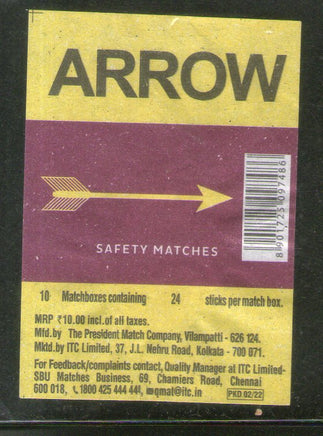 ARROW
8901725097486
SAFETY MATCHES
10 Matchboxes containing 24 sticks per match box.
MRP ₹10.00 incl.of all taxes.
Mfd.by The President Match Company, Vilampatti - 626 124.
Mktd.by ITC Limited, 37, J.L. Nehru Road, Kolkata - 700 071.
For Feedback/complaints contact, Quality Manager at ITC Limited-
SBU Matches Business, 69, Chamiers Road, Chennai
600 018, 1800 425 444 444, qmat@itc.in
PKD.02/22